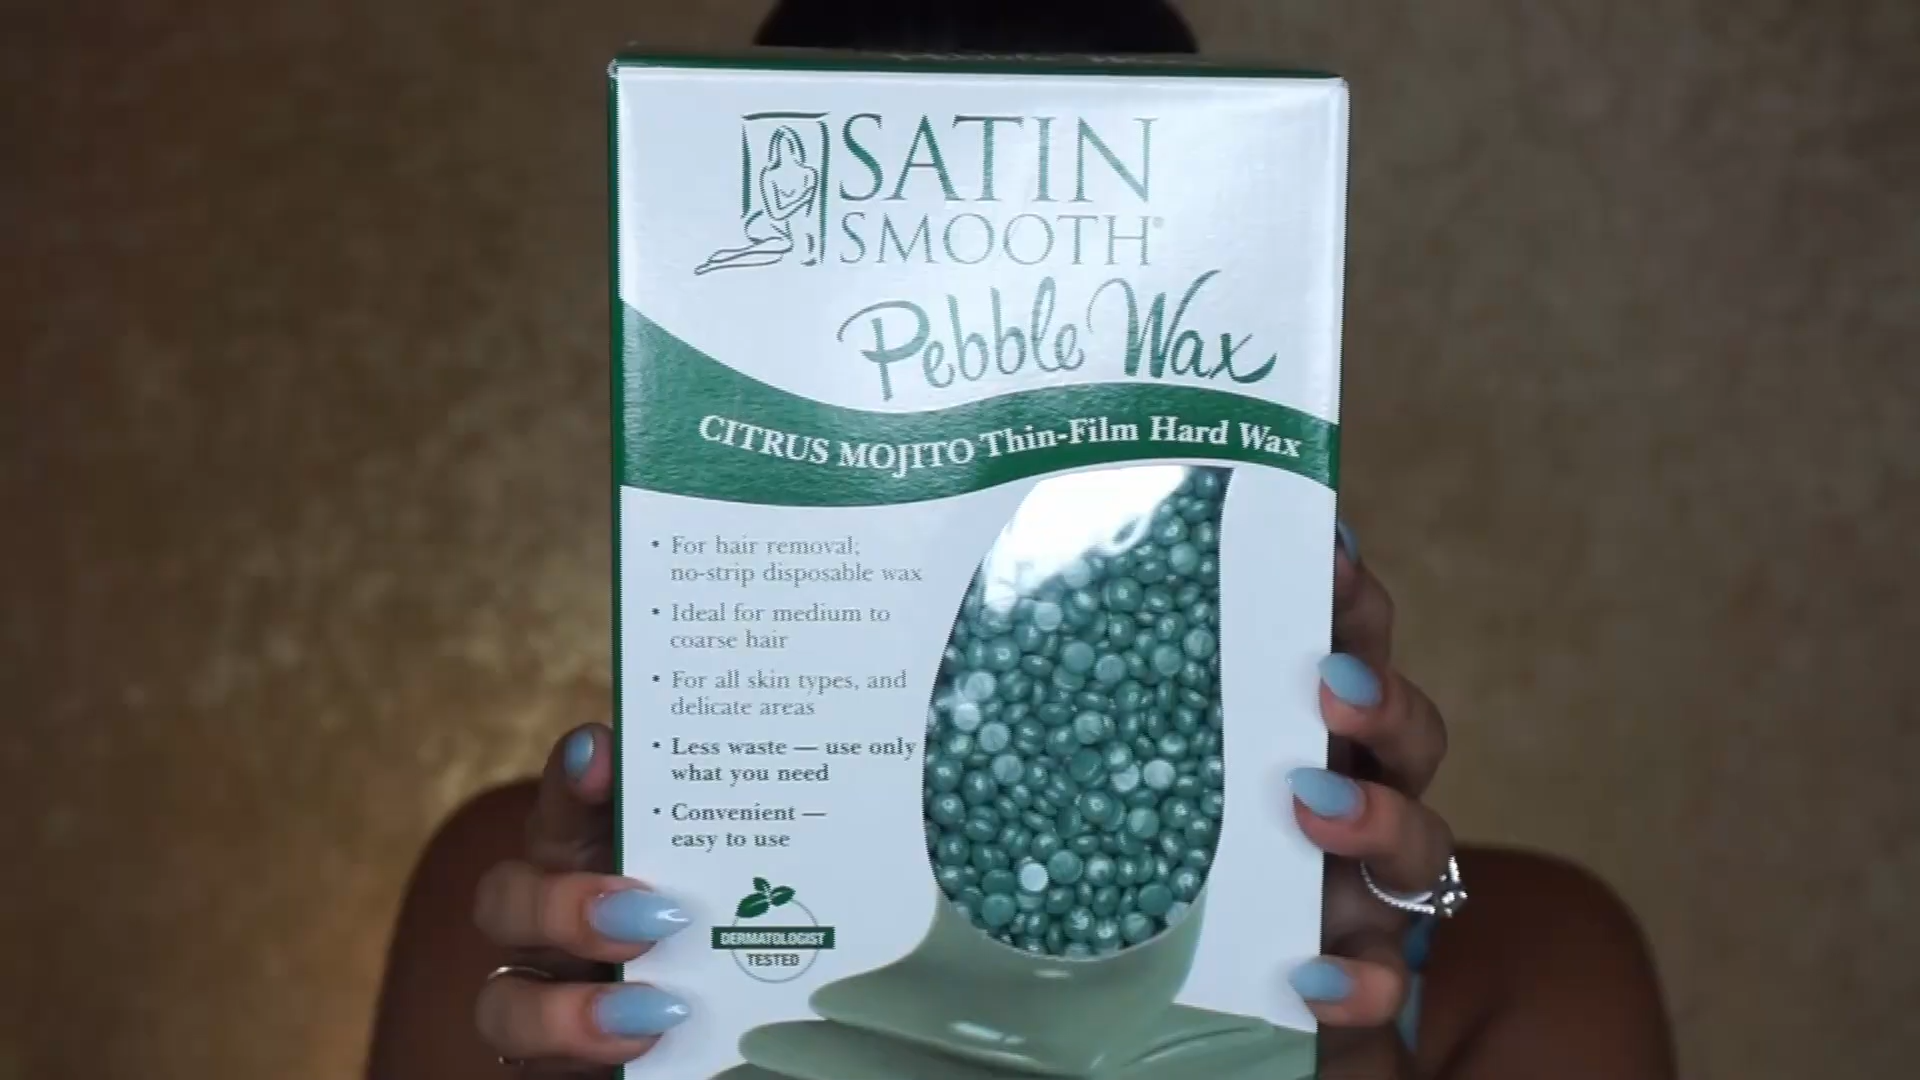 SATIN
SMOOTH®
Pebble Wax
CITRUS MOJITO Thin-Film Hard Wax
• For hair removal;
no-strip disposable wax
• Ideal for medium to
coarse hair
• For all skin types, and
delicate areas
• Less waste — use only
what you need
• Convenient —
easy to use
DERMATOLOGIST
TESTED